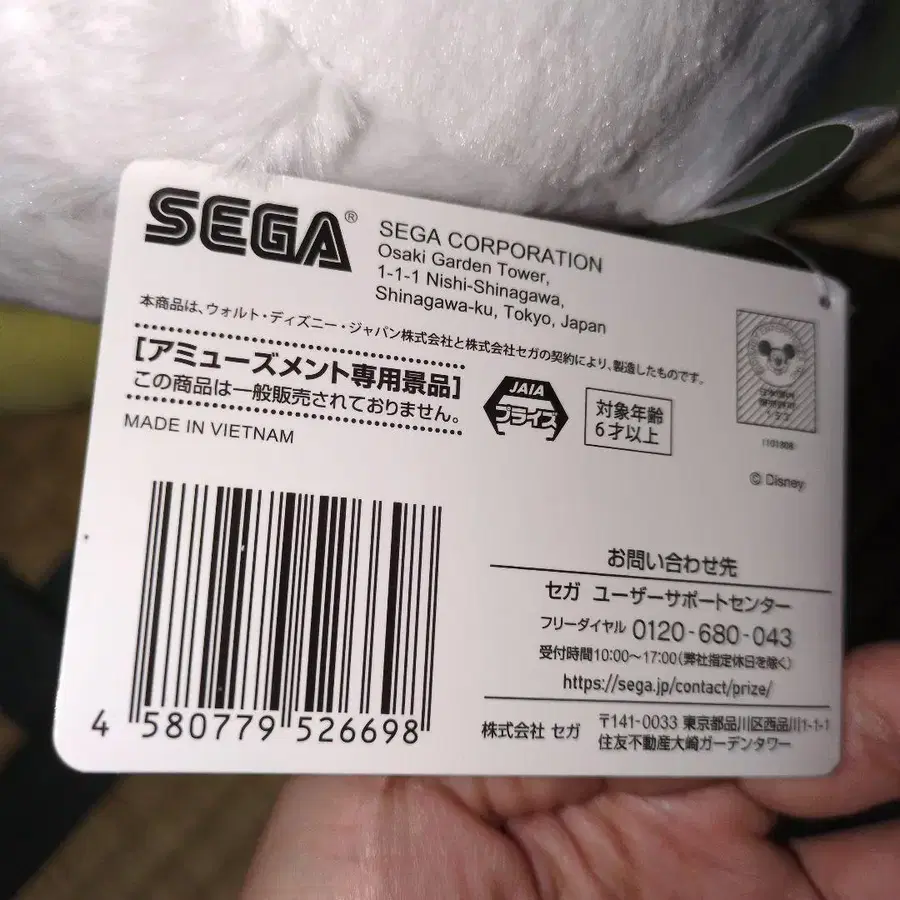 SEGA®
SEGA CORPORATION
Osaki Garden Tower,
1-1-1 Nishi-Shinagawa,
Shinagawa-ku, Tokyo, Japan
本商品は、ウォルト・ディズニー・ジャパン株式会社と株式会社セガの契約により、製造したものです。
[アミューズメント専用景品]
この商品は一般販売されておりません。
MADE IN VIETNAM
JAIA
プライズ
対象年齢
6才以上
1101808
© Disney
4 580779 526698
お問い合わせ先
セガ ユーザーサポートセンター
フリーダイヤル 0120-680-043
受付時間10:00～17:00(弊社指定休日を除く)
https://sega.jp/contact/prize/
株式会社 セガ
〒141-0033 東京都品川区西品川1-1-1
住友不動産大崎ガーデンタワー